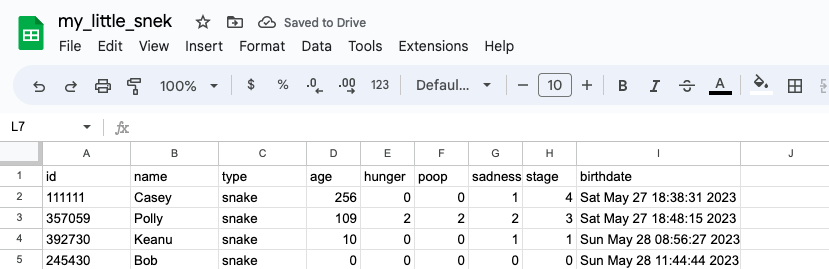 my_little_snek Saved to Drive
File Edit View Insert Format Data Tools Extensions Help
100% $ % .0 .00 123 Defaul... − 10 + B I S A
L7 fx
A B C D E F G H I J
1 id name type age hunger poop sadness stage birthdate
2 111111 Casey snake 256 0 0 1 4 Sat May 27 18:38:31 2023
3 357059 Polly snake 109 2 2 2 3 Sat May 27 18:48:15 2023
4 392730 Keanu snake 10 0 0 1 1 Sun May 28 08:56:27 2023
5 245430 Bob snake 0 0 0 0 0 Sun May 28 11:44:44 2023